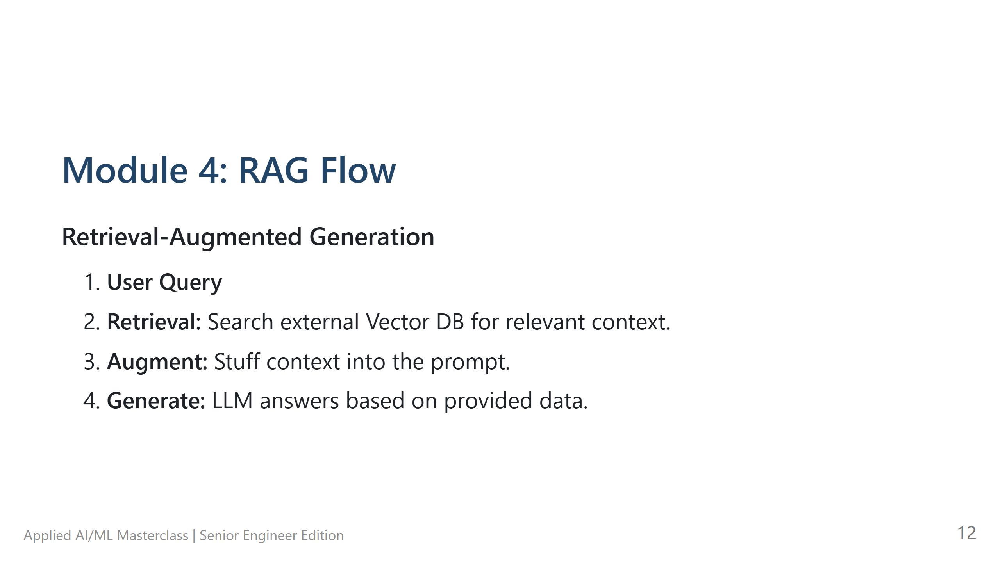 Module 4: RAG Flow
Retrieval-Augmented Generation
1. User Query
2. Retrieval: Search external Vector DB for relevant context.
3. Augment: Stuff context into the prompt.
4. Generate: LLM answers based on provided data.
Applied AI/ML Masterclass | Senior Engineer Edition
12